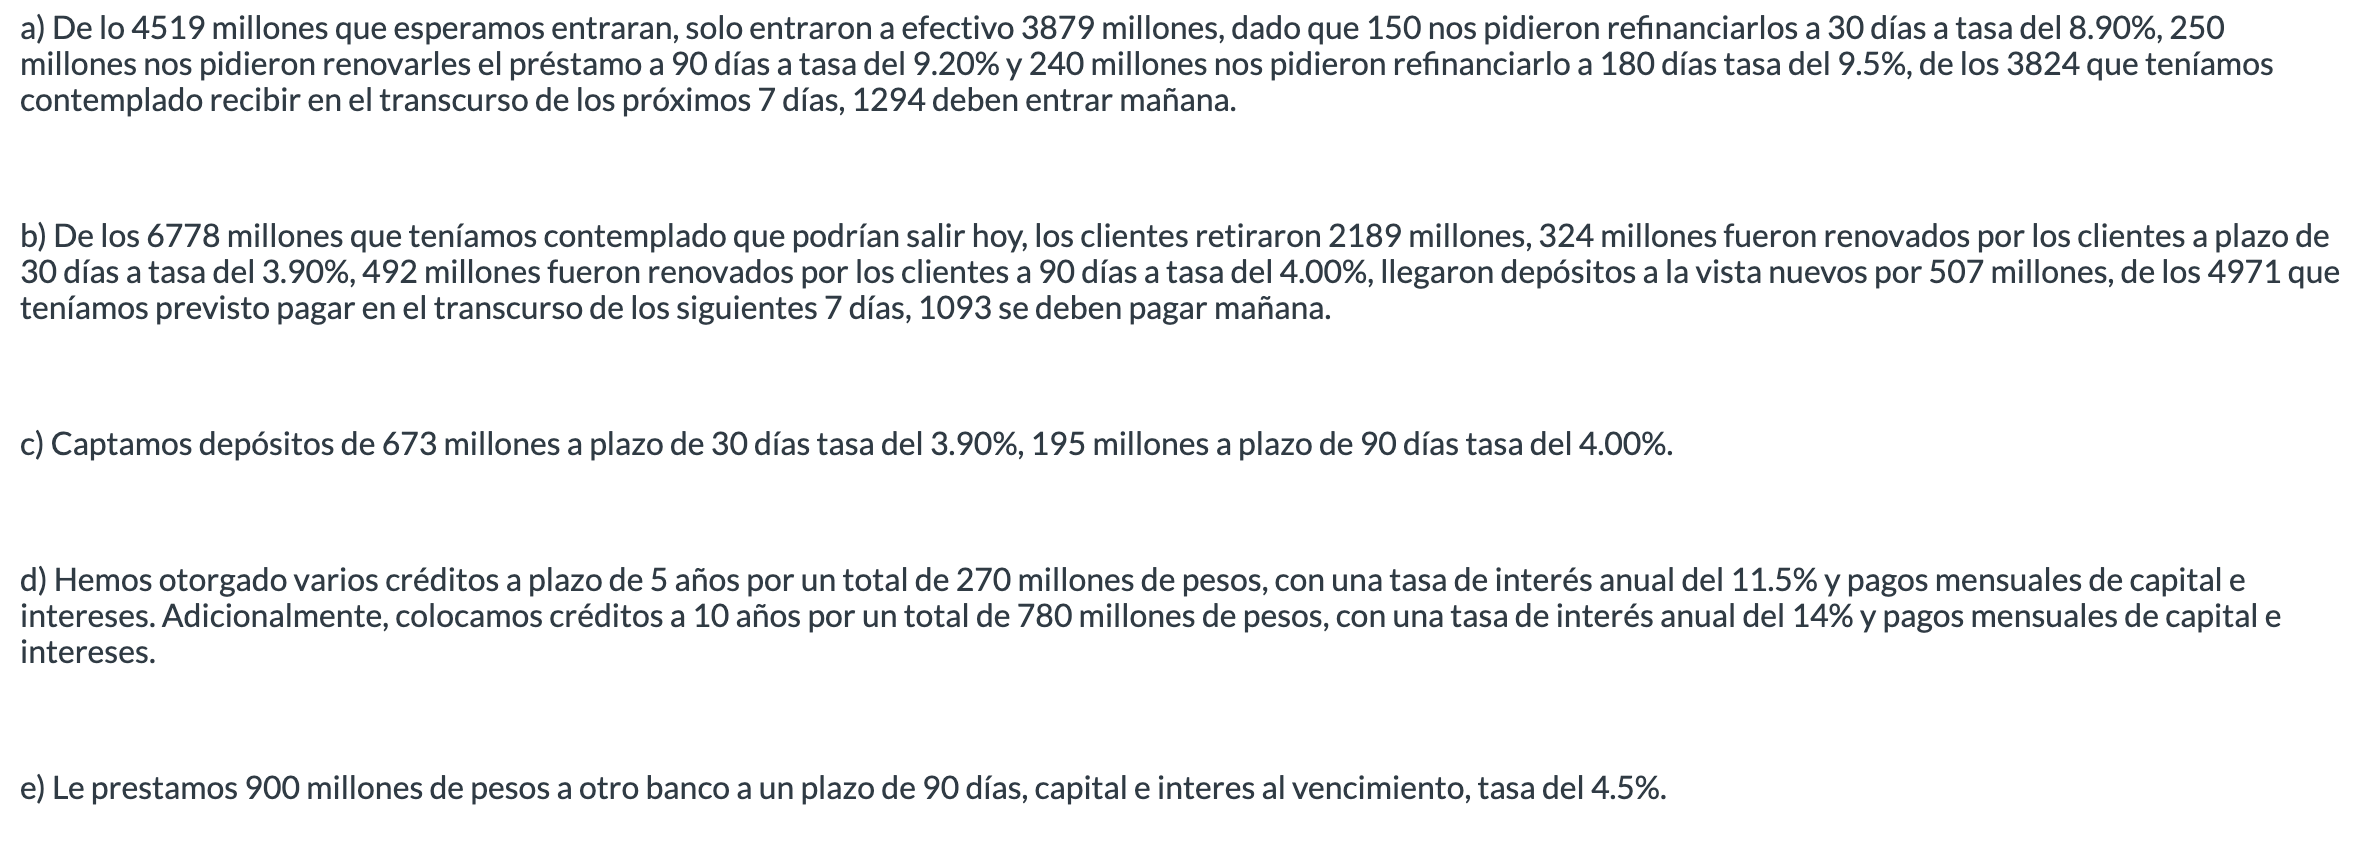 a) De lo 4519 millones que esperamos entraran, solo entraron a efectivo 3879 millones, dado que 150 nos pidieron refinanciarlos a 30 días a tasa del 8.90%, 250
millones nos pidieron renovarles el préstamo a 90 días a tasa del 9.20% y 240 millones nos pidieron refinanciarlo a 180 días tasa del 9.5%, de los 3824 que teníamos
contemplado recibir en el transcurso de los próximos 7 días, 1294 deben entrar mañana.
b) De los 6778 millones que teníamos contemplado que podrían salir hoy, los clientes retiraron 2189 millones, 324 millones fueron renovados por los clientes a plazo de
30 días a tasa del 3.90%, 492 millones fueron renovados por los clientes a 90 días a tasa del 4.00%, llegaron depósitos a la vista nuevos por 507 millones, de los 4971 que
teníamos previsto pagar en el transcurso de los siguientes 7 días, 1093 se deben pagar mañana.
c) Captamos depósitos de 673 millones a plazo de 30 días tasa del 3.90%, 195 millones a plazo de 90 días tasa del 4.00%.
d) Hemos otorgado varios créditos a plazo de 5 años por un total de 270 millones de pesos, con una tasa de interés anual del 11.5% y pagos mensuales de capital e
intereses. Adicionalmente, colocamos créditos a 10 años por un total de 780 millones de pesos, con una tasa de interés anual del 14% y pagos mensuales de capital e
intereses.
e) Le prestamos 900 millones de pesos a otro banco a un plazo de 90 días, capital e interes al vencimiento, tasa del 4.5%.